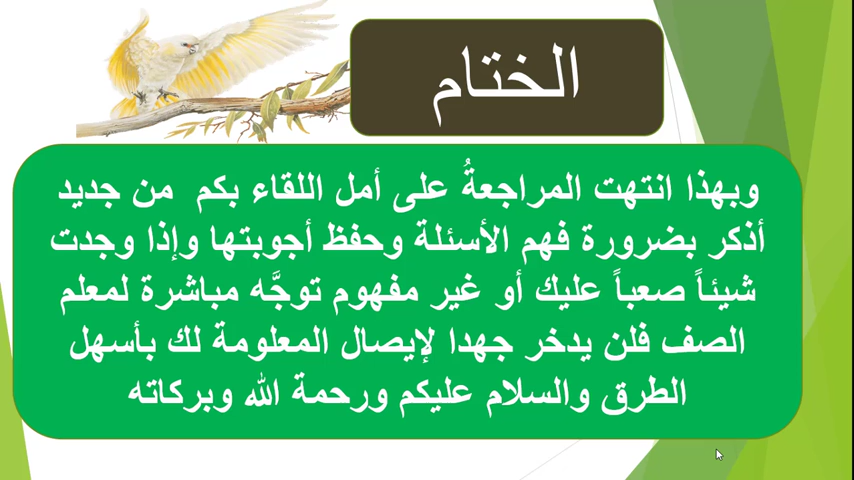 الختام
وبهذا انتهت المراجعةُ على أمل اللقاء بكم من جديد
أذكر بضرورة فهم الأسئلة وحفظ أجوبتها وإذا وجدت
شيئاً صعباً عليك أو غير مفهوم توجَّه مباشرة لمعلم
الصف فلن يدخر جهدا لإيصال المعلومة لك بأسهل
الطرق والسلام عليكم ورحمة الله وبركاته